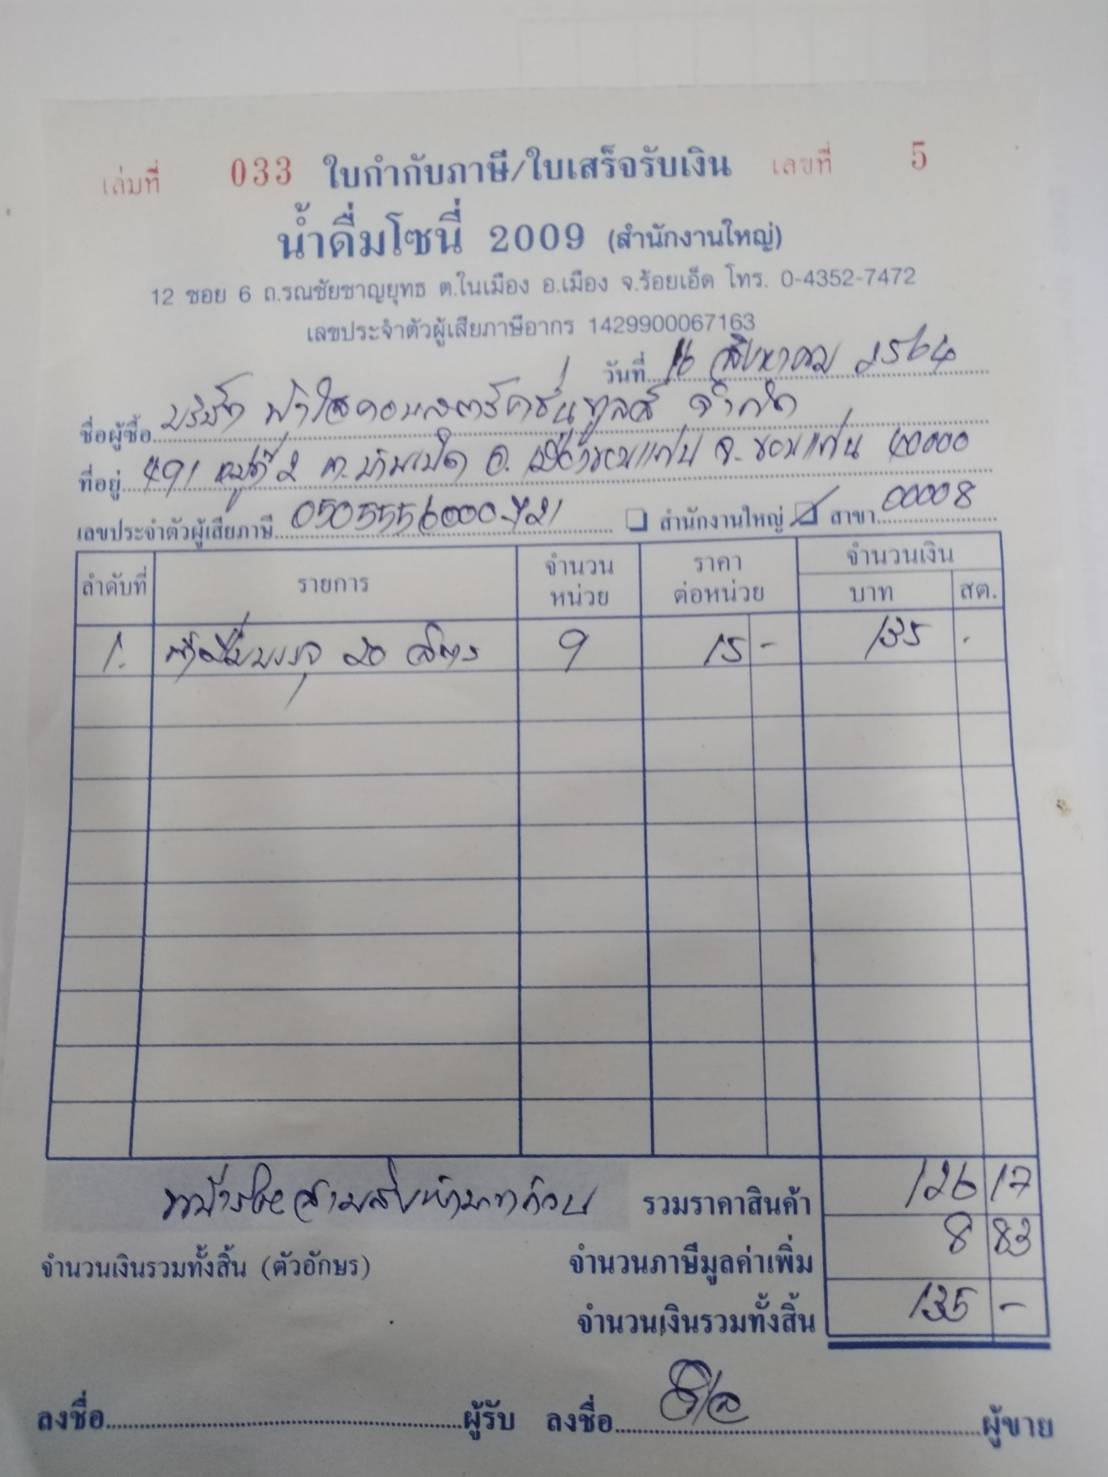 เล่มที่ 033 ใบกำกับภาษี/ใบเสร็จรับเงิน เลขที่ 5
น้ำดื่มโซนี่ 2009 (สำนักงานใหญ่)
12 ซอย 6 ถ.รณชัยชาญยุทธ ต.ในเมือง อ.เมือง จ.ร้อยเอ็ด โทร. 0-4352-7472
เลขประจำตัวผู้เสียภาษีอากร 1429900067163
วันที่ 16 สิงหาคม 2564
ชื่อผู้ซื้อ บริษัท ฟ้าใสคอนสตรัคชั่นทูลส์ จำกัด
ที่อยู่ 491 หมู่ที่ 2 ต.บ้านเป็ด อ.เมืองขอนแก่น จ.ขอนแก่น 40000
เลขประจำตัวผู้เสียภาษี 0505556000721 สำนักงานใหญ่ สาขา 00008
ลำดับที่ รายการ จำนวนหน่วย ราคาต่อหน่วย จำนวนเงิน
บาท สต.
1. น้ำดื่มบรรจุ 20 ลิตร 9 15 - 135 -
รวมราคาสินค้า 126 17
หนึ่งร้อยสามสิบห้าบาทถ้วน
จำนวนเงินรวมทั้งสิ้น (ตัวอักษร) จำนวนภาษีมูลค่าเพิ่ม 8 83
จำนวนเงินรวมทั้งสิ้น 135 -
ลงชื่อ ผู้รับ ลงชื่อ ผู้ขาย